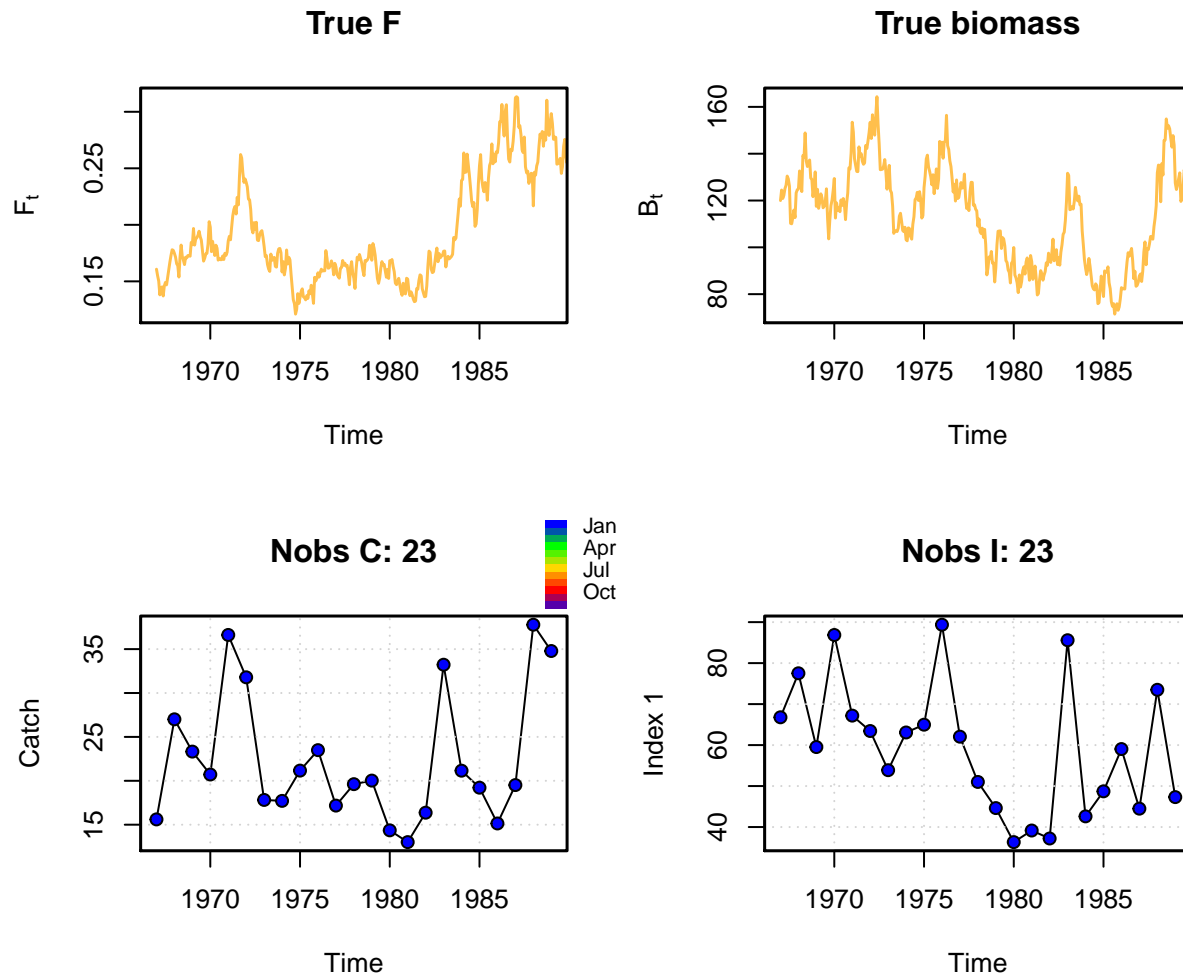 True F
F_t
0.15
0.25
1970
1975
1980
1985
Time
True biomass
B_t
80
120
160
1970
1975
1980
1985
Time
Nobs C: 23
Jan
Apr
Jul
Oct
Catch
15
25
35
1970
1975
1980
1985
Time
Nobs I: 23
Index 1
40
60
80
1970
1975
1980
1985
Time